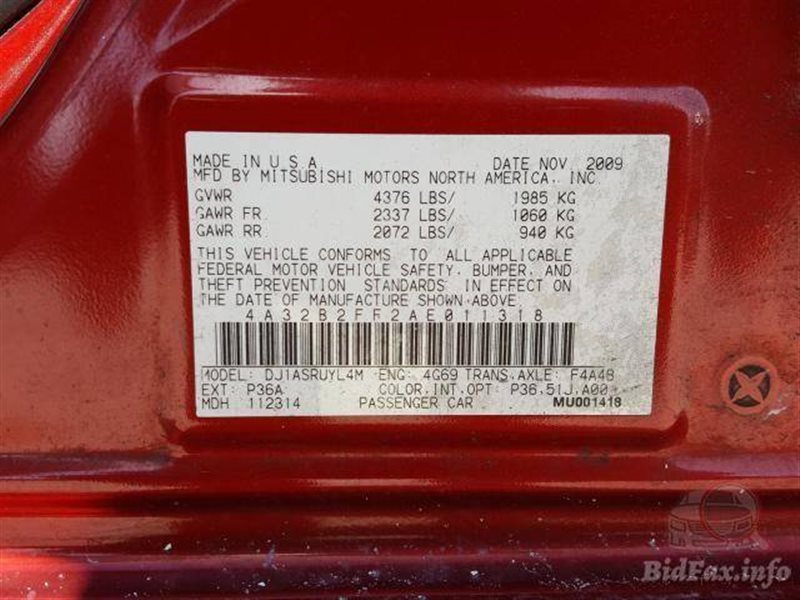 MADE IN U S A DATE NOV 2009
MFD BY MITSUBISHI MOTORS NORTH AMERICA. INC
GVWR 4376 LBS/ 1985 KG
GAWR FR. 2337 LBS/ 1060 KG
GAWR RR. 2072 LBS/ 940 KG
THIS VEHICLE CONFORMS TO ALL APPLICABLE
FEDERAL MOTOR VEHICLE SAFETY, BUMPER, AND
THEFT PREVENTION STANDARDS IN EFFECT ON
THE DATE OF MANUFACTURE SHOWN ABOVE.
4A32B2FF2AE011318
MODEL: DJ1ASRUYL4M ENG: 4G69 TRANS.AXLE: F4A4B
EXT: P36A COLOR.INT.OPT: P36.51J.A00
MDH 112314 PASSENGER CAR MU001418
BidFax.info